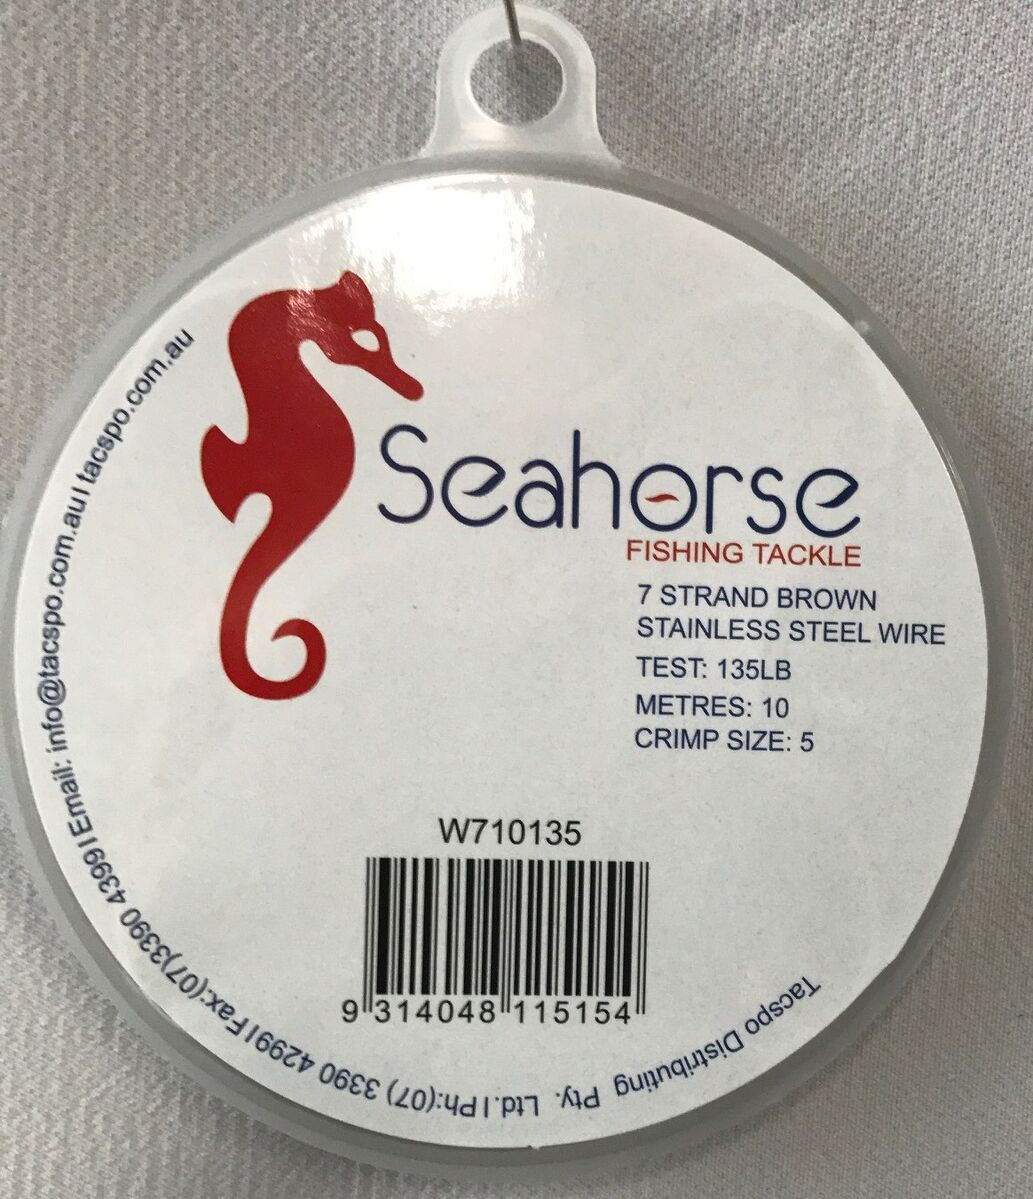 Seahorse
FISHING TACKLE
7 STRAND BROWN
STAINLESS STEEL WIRE
TEST: 135LB
METRES: 10
CRIMP SIZE: 5
W710135
9 314048 115154
Tacspo Distributing Pty. Ltd. | Ph:(07) 3390 4299 | Fax:(07)3390 4399 | Email: info@tacspo.com.au | tacspo.com.au